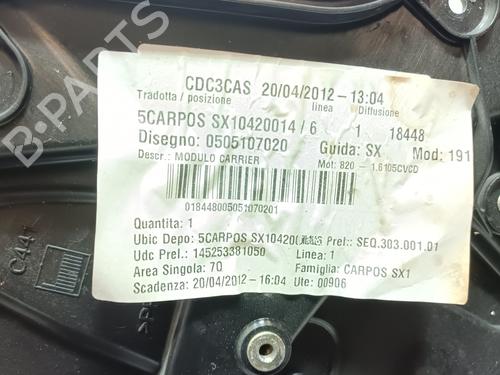 B-PARTS
CDC3CAS 20/04/2012-13:04
Tradotta / posizione linea Diffusione
5CARPOS SX10420014 / 6 1 18448
Disegno: 0505107020 Guida: SX Mod: 191
Descr.: MODULO CARRIER Mot: 820 - 1.6105CVCD
018448005051070201
Quantita: 1
Ubic Depo: 5CARPOS Prel.: SEQ.303.001.01
Udc Prel.: 145253381050 Linea: 1
Area Singola: 70 Famiglia: CARPOS SX1
Scadenza: 20/04/2012-16:04 Ute: 00906
C441